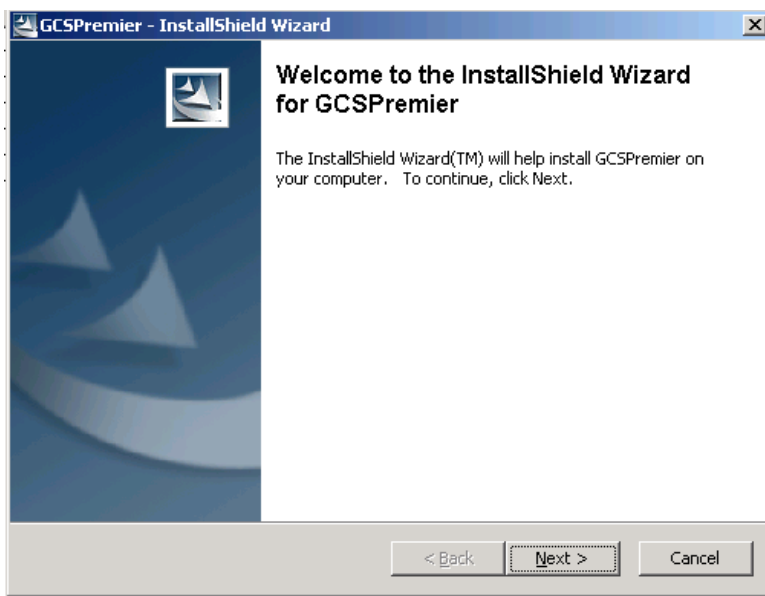 GCSPremier - InstallShield Wizard
Welcome to the InstallShield Wizard
for GCSPremier
The InstallShield Wizard(TM) will help install GCSPremier on
your computer.   To continue, click Next.
< Back
Next >
Cancel